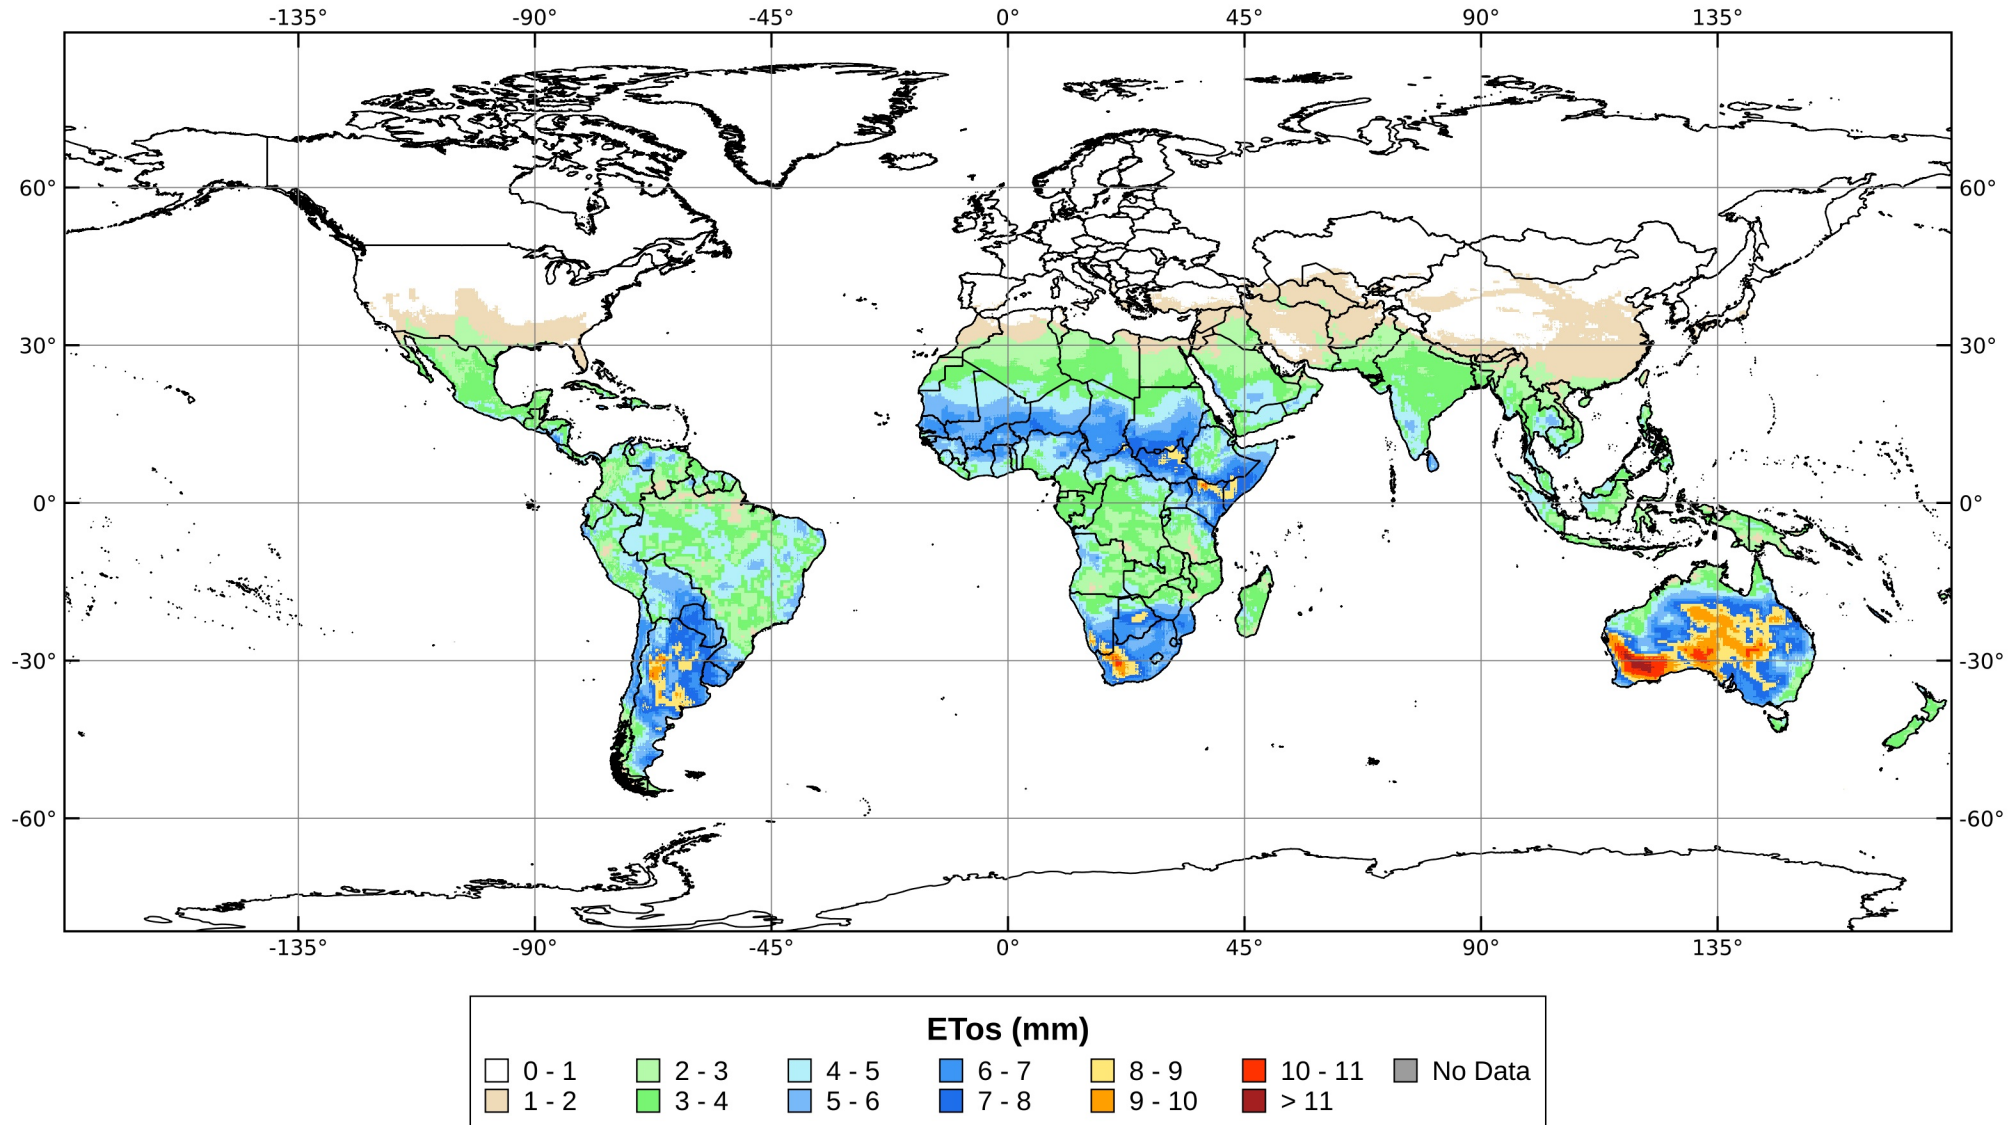 -135° -90° -45° 0° 45° 90° 135°
60° 60°
30° 30°
0° 0°
-30° -30°
-60° -60°
-135° -90° -45° 0° 45° 90° 135°
ETos (mm)
0 - 1 2 - 3 4 - 5 6 - 7 8 - 9 10 - 11 No Data
1 - 2 3 - 4 5 - 6 7 - 8 9 - 10 > 11